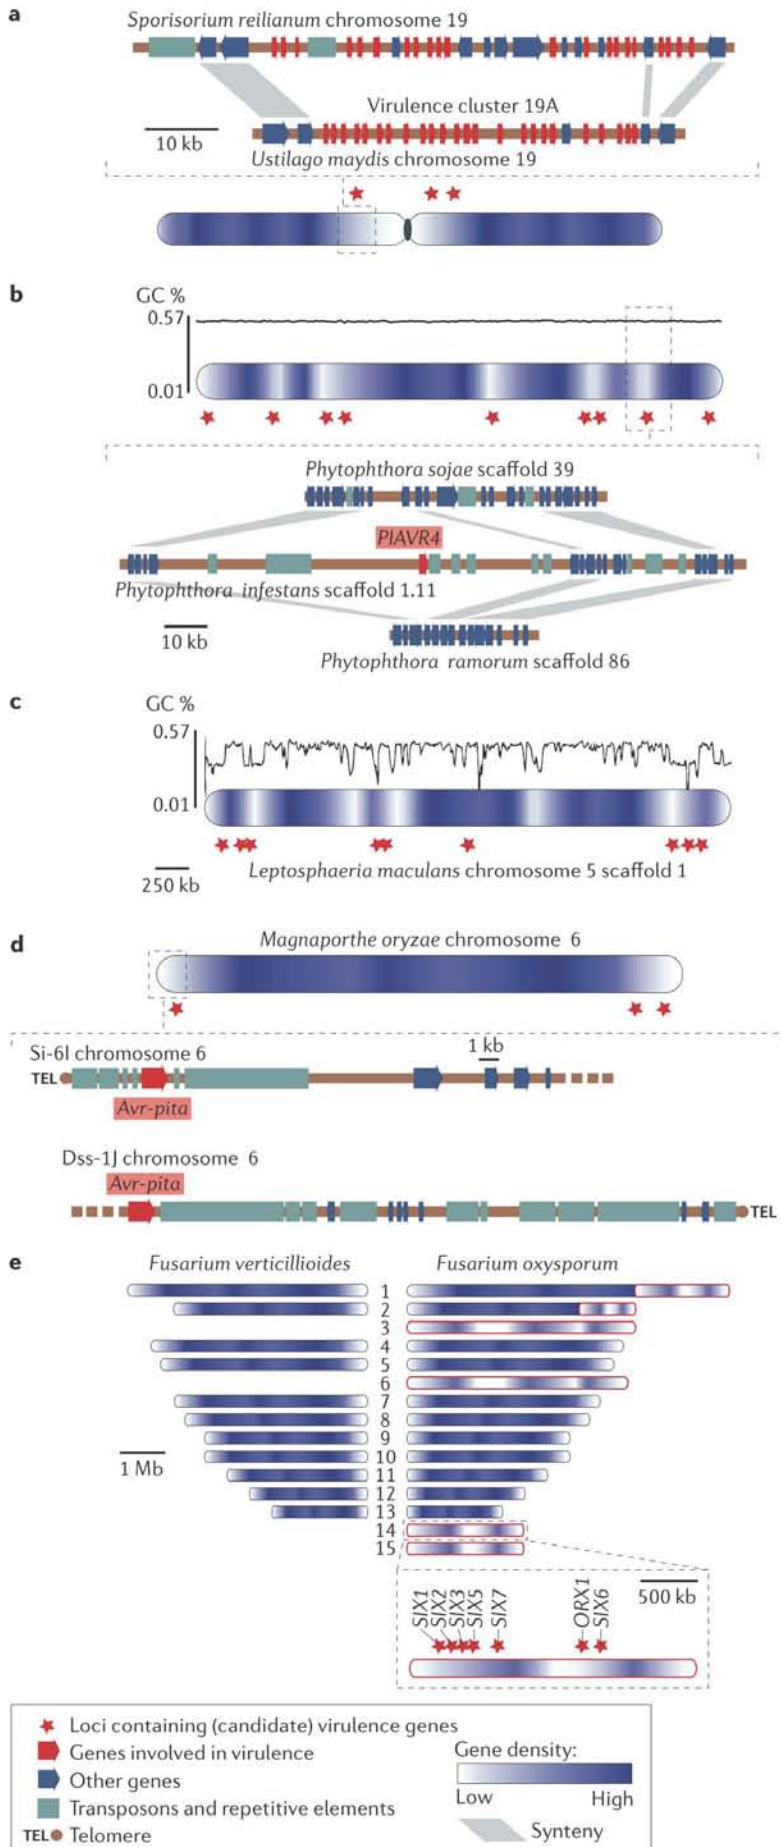 a
Sporisorium reilianum chromosome 19
Virulence cluster 19A
10 kb
Ustilago maydis chromosome 19
b
GC %
0.57
0.01
Phytophthora sojae scaffold 39
PIAVR4
Phytophthora infestans scaffold 1.11
10 kb
Phytophthora ramorum scaffold 86
c
GC %
0.57
0.01
250 kb
Leptosphaeria maculans chromosome 5 scaffold 1
d
Magnaporthe oryzae chromosome 6
Si-6I chromosome 6
1 kb
TEL
Avr-pita
Dss-1J chromosome 6
Avr-pita
TEL
e
Fusarium verticillioides
Fusarium oxysporum
1
2
3
4
5
6
7
8
9
10
11
12
13
14
15
1 Mb
500 kb
SIX1
SIX2
SIX3
SIX5
SIX7
ORX1
SIX6
Loci containing (candidate) virulence genes
Genes involved in virulence
Other genes
Transposons and repetitive elements
TEL Telomere
Gene density:
Low High
Synteny